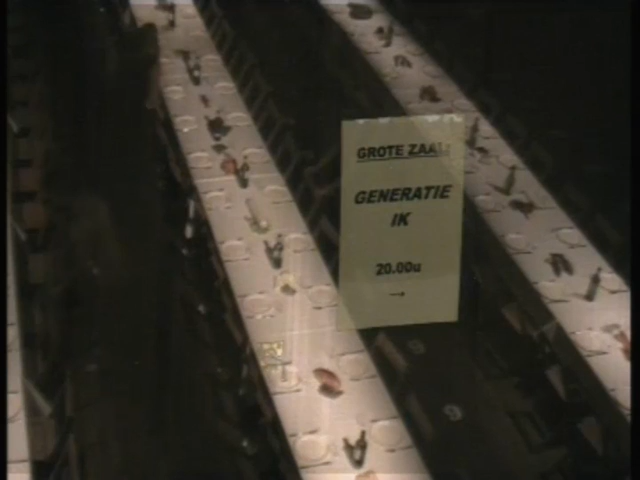 GROTE ZAAL:
GENERATIE
IK
20.00u
→